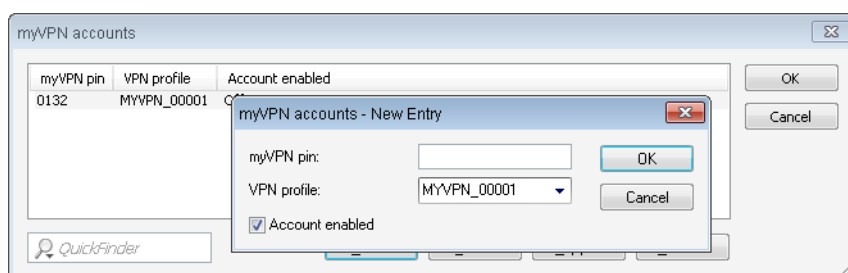 myVPN accounts
myVPN pin VPN profile Account enabled
0132 MYVPN_00001
OK
Cancel
myVPN accounts - New Entry
myVPN pin:
OK
VPN profile: MYVPN_00001
Cancel
Account enabled
QuickFinder